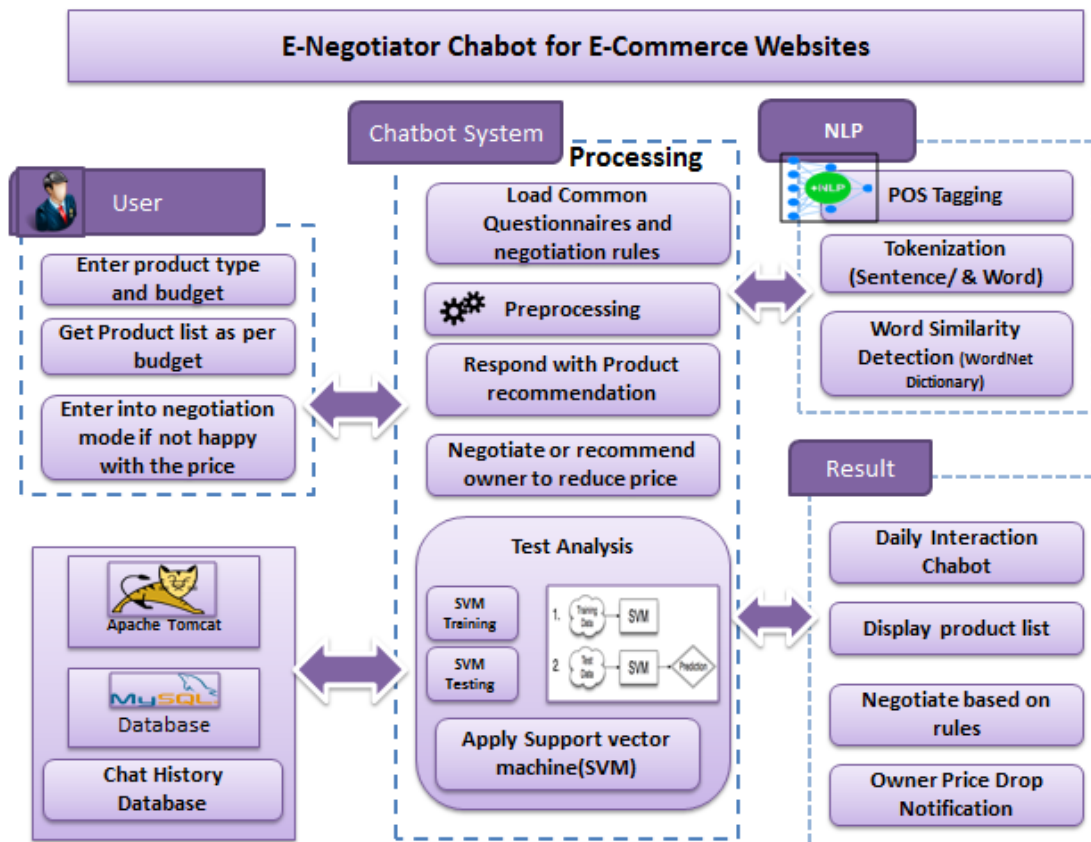 E-Negotiator Chabot for E-Commerce Websites
User
Enter product type
and budget
Get Product list as per
budget
Enter into negotiation
mode if not happy
with the price
Apache Tomcat
MySQL
Database
Chat History
Database
Chatbot System
Processing
Load Common
Questionnaires and
negotiation rules
Preprocessing
Respond with Product
recommendation
Negotiate or recommend
owner to reduce price
Test Analysis
SVM
Training
SVM
Testing
1.
Training
Data
SVM
2
Test
Data
SVM
Prediction
Apply Support vector
machine(SVM)
NLP
+NLP
POS Tagging
Tokenization
(Sentence/ & Word)
Word Similarity
Detection (WordNet
Dictionary)
Result
Daily Interaction
Chabot
Display product list
Negotiate based on
rules
Owner Price Drop
Notification